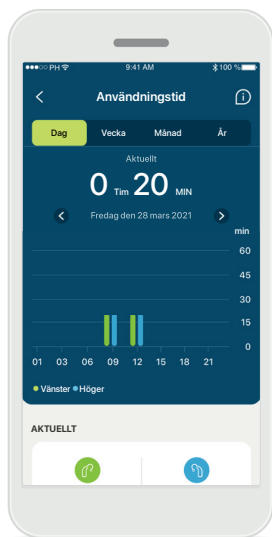 PH 9:41 AM 100 %
Användningstid
Dag Vecka Månad År
Aktuellt
0 Tim 20 MIN
Fredag den 28 mars 2021
min
60
45
30
15
0
01 03 06 09 12 15 18 21
Vänster Höger
AKTUELLT